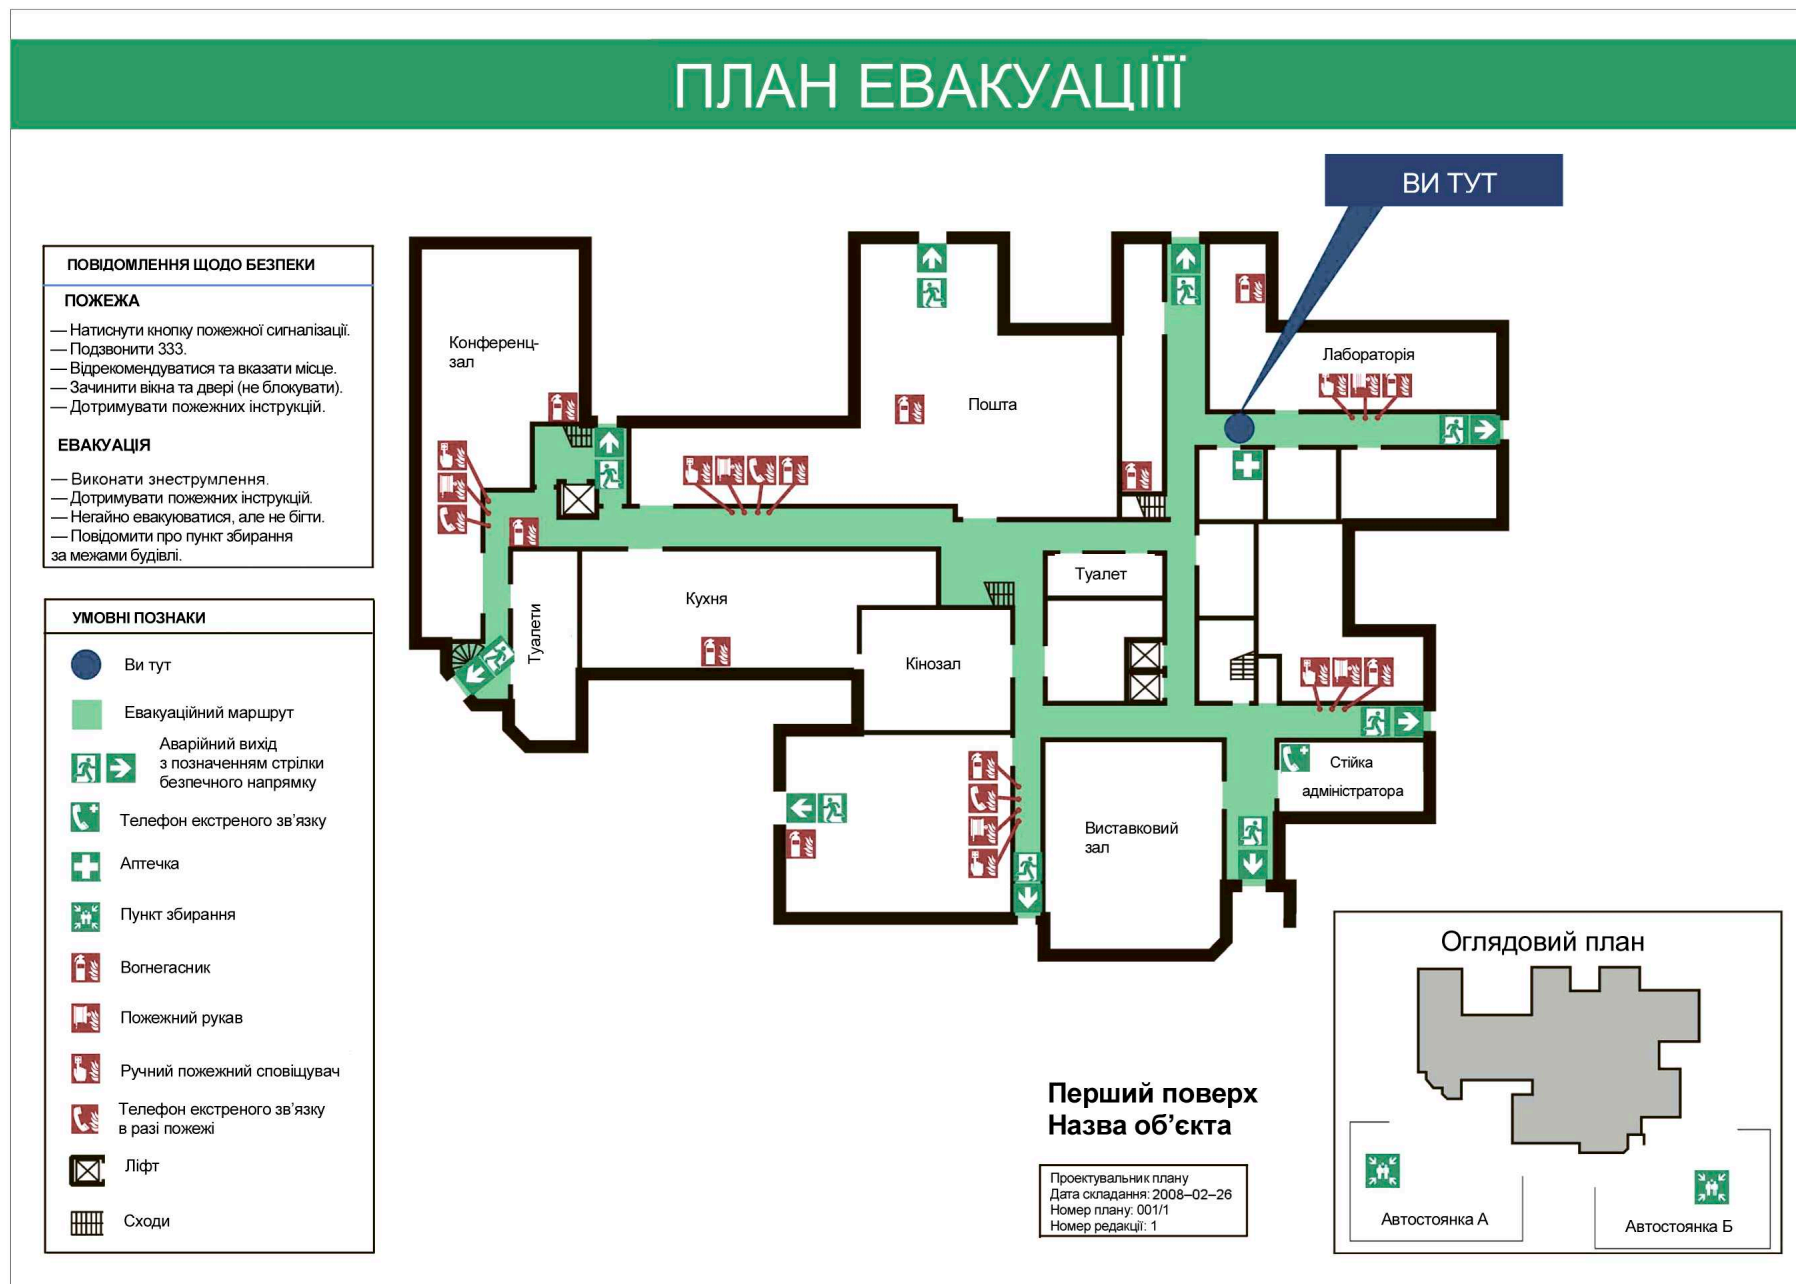 ПЛАН ЕВАКУАЦІЇЇ
ВИ ТУТ
ПОВІДОМЛЕННЯ ЩОДО БЕЗПЕКИ
ПОЖЕЖА
— Натиснути кнопку пожежної сигналізації.
— Подзвонити 333.
— Відрекомендуватися та вказати місце.
— Зачинити вікна та двері (не блокувати).
— Дотримувати пожежних інструкцій.
ЕВАКУАЦІЯ
— Виконати знеструмлення.
— Дотримувати пожежних інструкцій.
— Негайно евакуюватися, але не бігти.
— Повідомити про пункт збирання
за межами будівлі.
УМОВНІ ПОЗНАКИ
Ви тут
Евакуаційний маршрут
Аварійний вихід
з позначенням стрілки
безпечного напрямку
Телефон екстреного зв’язку
Аптечка
Пункт збирання
Вогнегасник
Пожежний рукав
Ручний пожежний сповіщувач
Телефон екстреного зв’язку
в разі пожежі
Ліфт
Сходи
Конференц-
зал
Пошта
Лабораторія
Туалет
Кухня
Туалети
Кінозал
Стійка
адміністратора
Виставковий
зал
Перший поверх
Назва об’єкта
Проектувальник плану
Дата складання: 2008–02–26
Номер плану: 001/1
Номер редакції: 1
Оглядовий план
Автостоянка А
Автостоянка Б